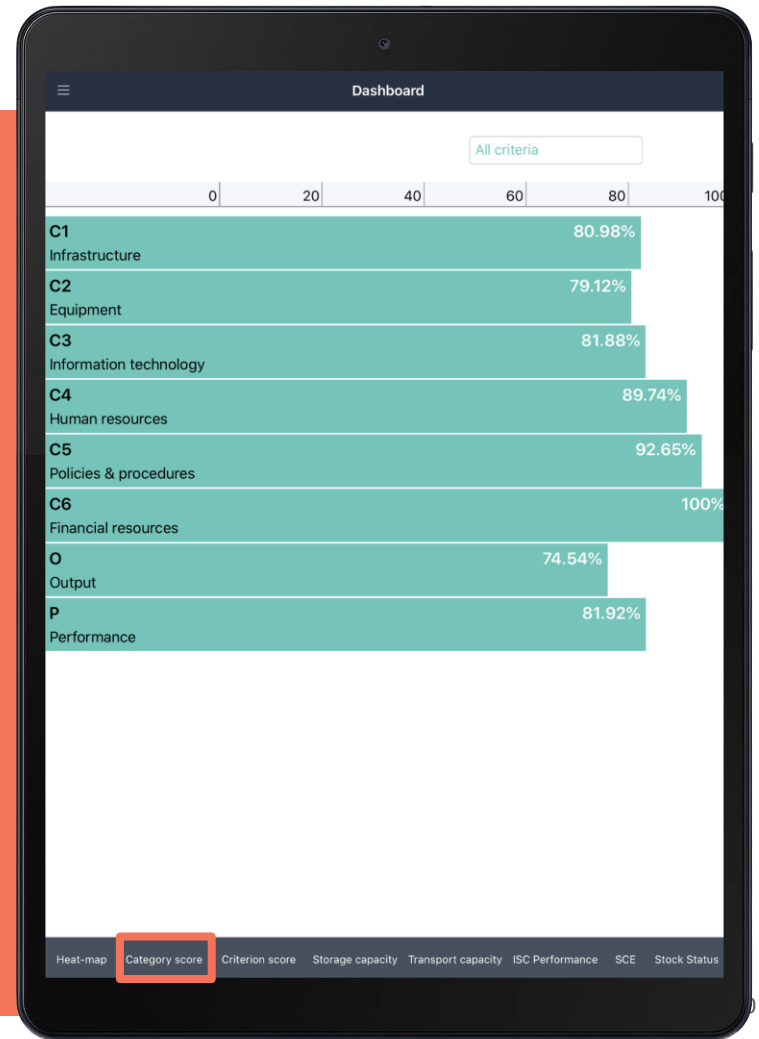 Dashboard
All criteria
0 20 40 60 80 100
C1 80.98%
Infrastructure
C2 79.12%
Equipment
C3 81.88%
Information technology
C4 89.74%
Human resources
C5 92.65%
Policies & procedures
C6 100%
Financial resources
O 74.54%
Output
P 81.92%
Performance
Heat-map Category score Criterion score Storage capacity Transport capacity ISC Performance SCE Stock Status